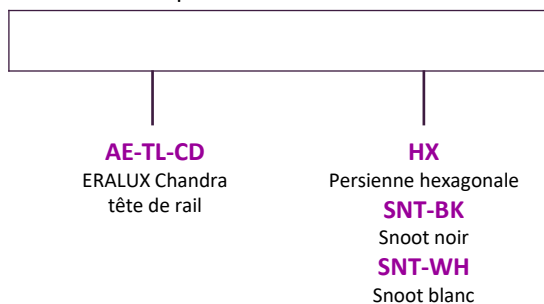 AE-TL-CD
ERALUX Chandra
tête de rail
HX
Persienne hexagonale
SNT-BK
Snoot noir
SNT-WH
Snoot blanc